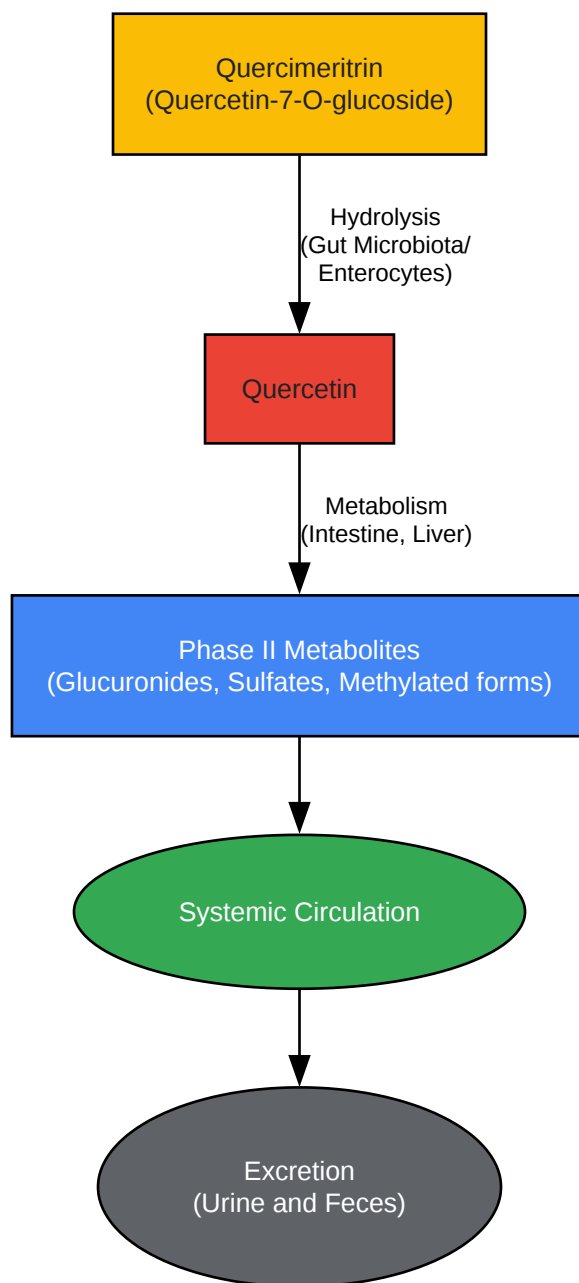 Quercimeritrin
(Quercetin-7-O-glucoside)
Hydrolysis
(Gut Microbiota/
Enterocytes)
Quercetin
Metabolism
(Intestine, Liver)
Phase II Metabolites
(Glucuronides, Sulfates, Methylated forms)
Systemic Circulation
Excretion
(Urine and Feces)